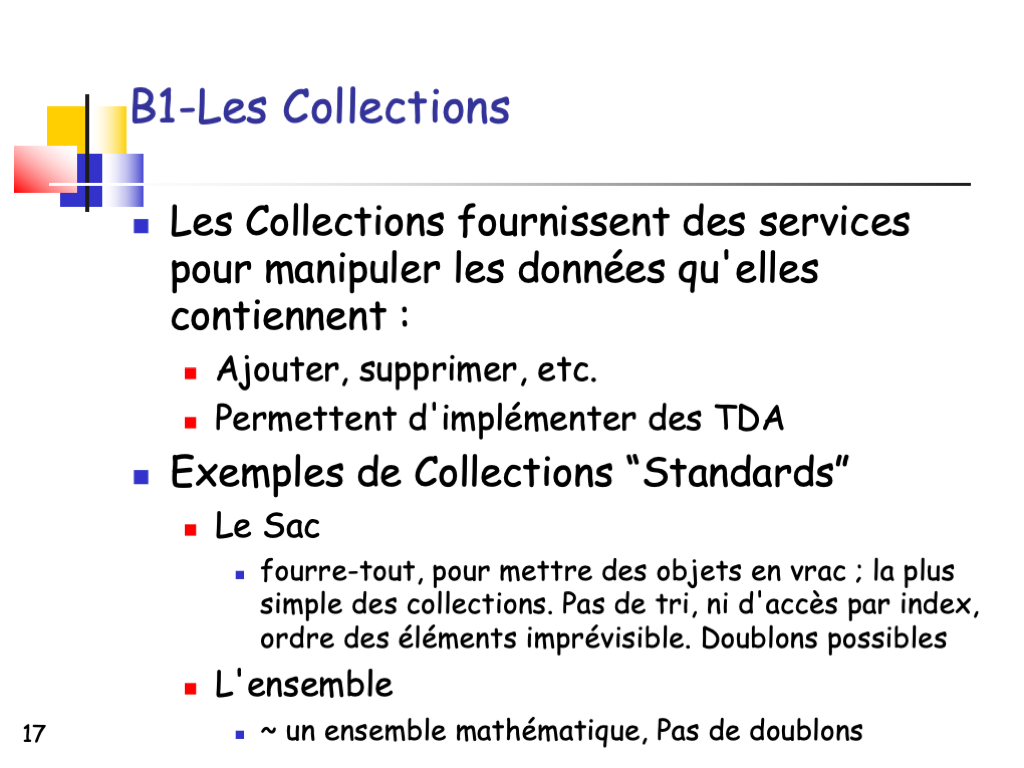 B1-Les Collections
Les Collections fournissent des services
pour manipuler les données qu'elles
contiennent :
Ajouter, supprimer, etc.
Permettent d'implémenter des TDA
Exemples de Collections “Standards”
Le Sac
fourre-tout, pour mettre des objets en vrac ; la plus
simple des collections. Pas de tri, ni d'accès par index,
ordre des éléments imprévisible. Doublons possibles
L'ensemble
~ un ensemble mathématique, Pas de doublons
17